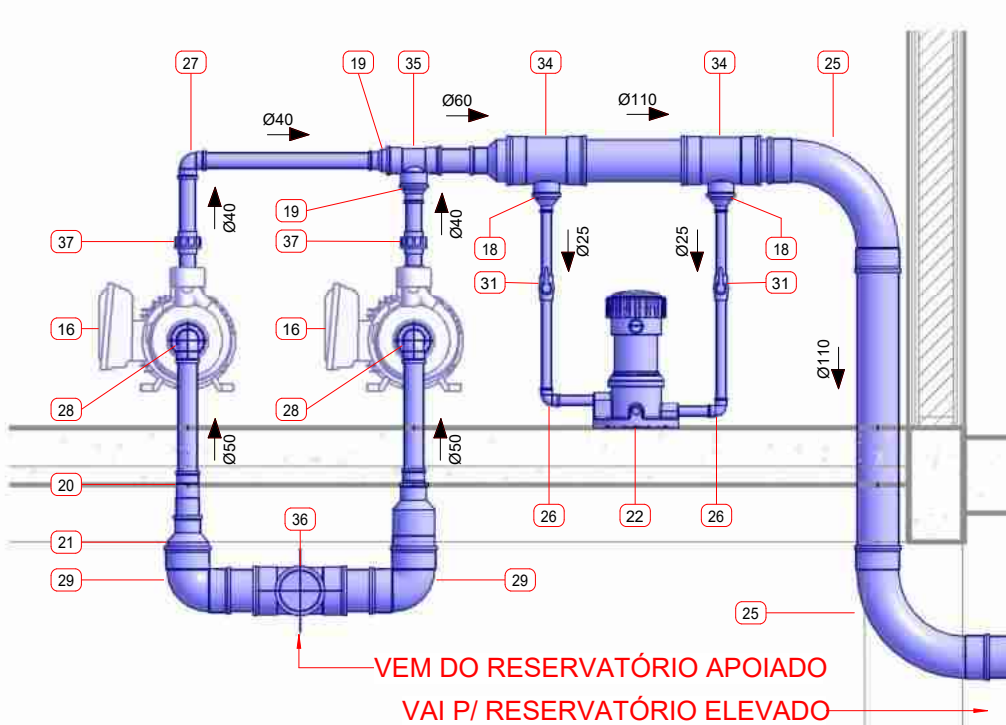 27
19
35
34
34
25
Ø40
Ø60
Ø110
19
Ø40
Ø40
37
37
18
Ø25
Ø25
18
31
31
16
16
Ø110
28
28
Ø50
Ø50
20
26
22
26
36
21
29
29
25
VEM DO RESERVATÓRIO APOIADO
VAI P/ RESERVATÓRIO ELEVADO